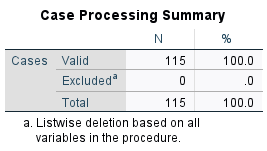 Case Processing Summary
N %
Cases Valid 115 100.0
Excludedᵃ 0 .0
Total 115 100.0
a. Listwise deletion based on all
variables in the procedure.